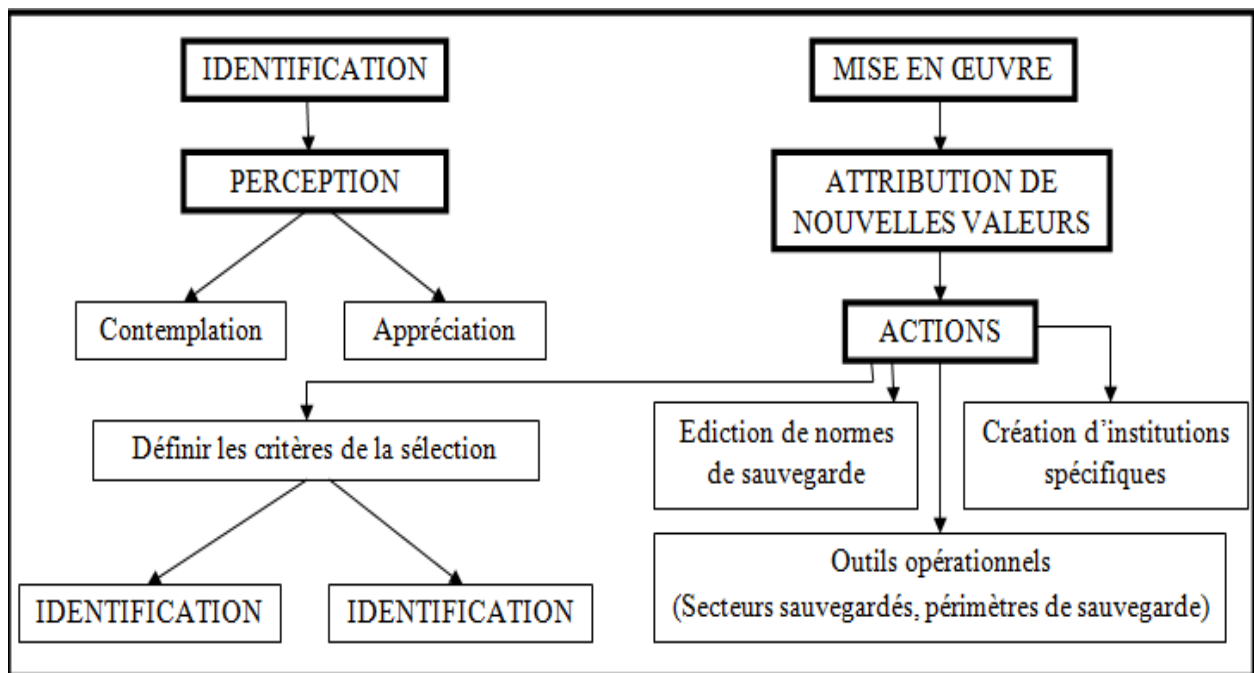 IDENTIFICATION
MISE EN ŒUVRE
PERCEPTION
ATTRIBUTION DE
NOUVELLES VALEURS
Contemplation
Appréciation
ACTIONS
Définir les critères de la sélection
Ediction de normes
de sauvegarde
Création d’institutions
spécifiques
IDENTIFICATION
IDENTIFICATION
Outils opérationnels
(Secteurs sauvegardés, périmètres de sauvegarde)